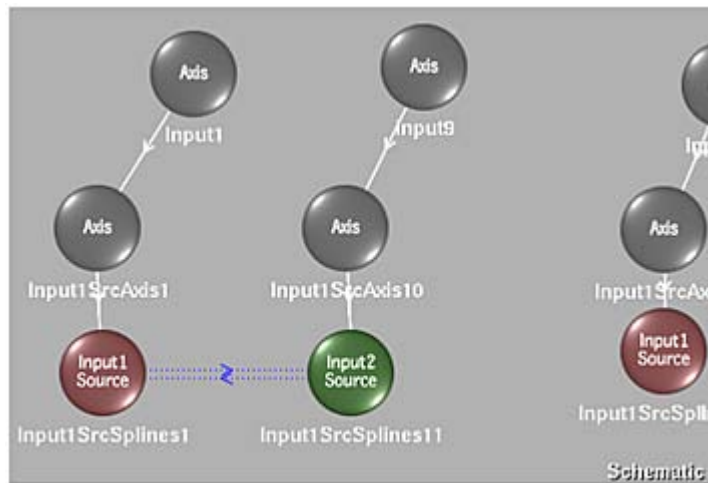 Axis
Input1
Axis
Input9
Axis
Input1SrcAxis1
Axis
Input1SrcAxis10
Axis
Input1
Source
Input1SrcSplines1
Input2
Source
Input1SrcSplines11
Input1
Source
Schematic